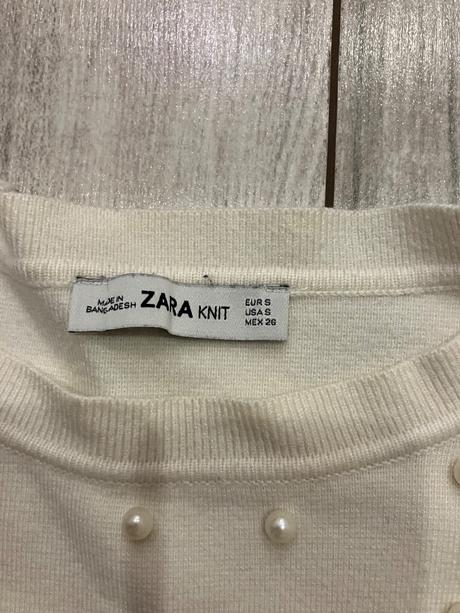 MADE IN
BANGLADESH
ZARA KNIT
EUR S
USA S
MEX 26